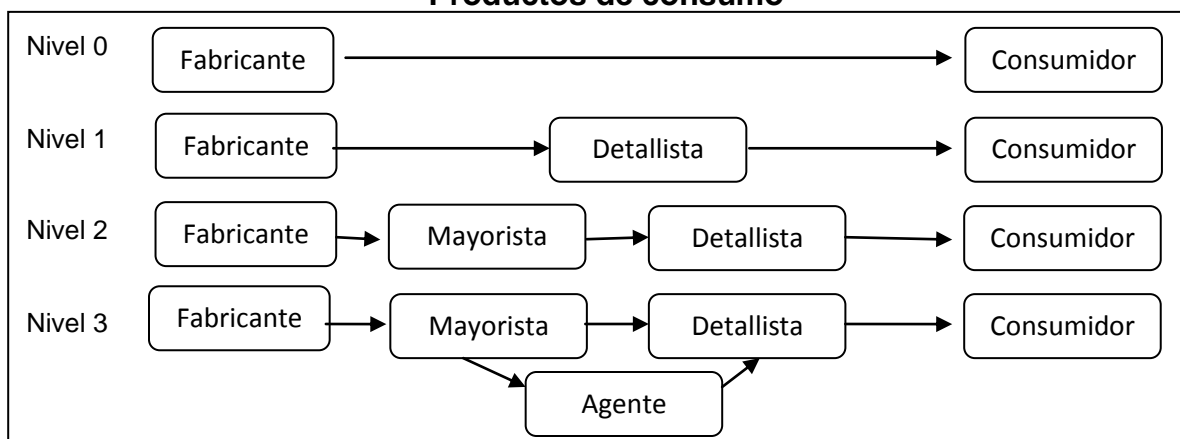 Productos de consumo
Nivel 0 Fabricante Consumidor
Nivel 1 Fabricante Detallista Consumidor
Nivel 2 Fabricante Mayorista Detallista Consumidor
Nivel 3 Fabricante Mayorista Detallista Consumidor
Agente